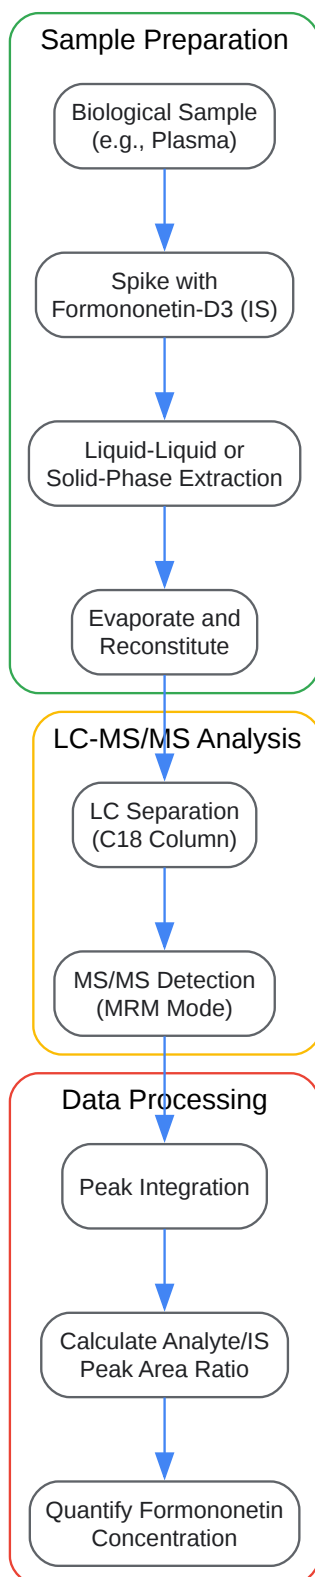 Sample Preparation
Biological Sample
(e.g., Plasma)
Spike with
Formononetin-D3 (IS)
Liquid-Liquid or
Solid-Phase Extraction
Evaporate and
Reconstitute
LC-MS/MS Analysis
LC Separation
(C18 Column)
MS/MS Detection
(MRM Mode)
Data Processing
Peak Integration
Calculate Analyte/IS
Peak Area Ratio
Quantify Formononetin
Concentration